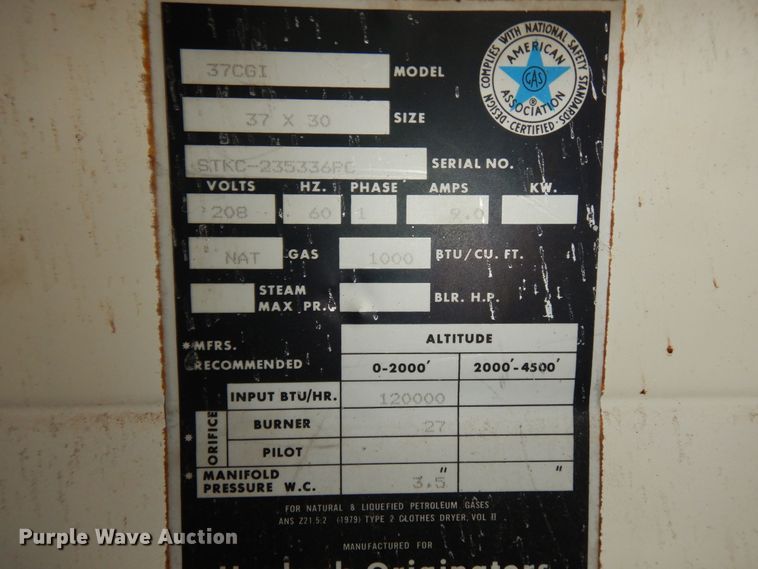 37CGI MODEL
37 X 30 SIZE
STKC-235336PC SERIAL NO.
VOLTS HZ. PHASE AMPS KW.
208 60 1 9.0
NAT GAS 1000 BTU/CU. FT.
STEAM
MAX PR. BLR. H.P.
DESIGN COMPLIES WITH NATIONAL SAFETY STANDARDS
· CERTIFIED ·
AMERICAN
GAS
®
ASSOCIATION
ALTITUDE
*MFRS.
RECOMMENDED 0-2000' 2000'-4500'
INPUT BTU/HR. 120000
* ORIFICE BURNER 27
PILOT
* MANIFOLD
PRESSURE W.C. 3.5 " "
FOR NATURAL & LIQUEFIED PETROLEUM GASES
ANS Z21.5.2 (1979) TYPE 2 CLOTHES DRYER, VOL II
MANUFACTURED FOR
Originators
Purple Wave Auction